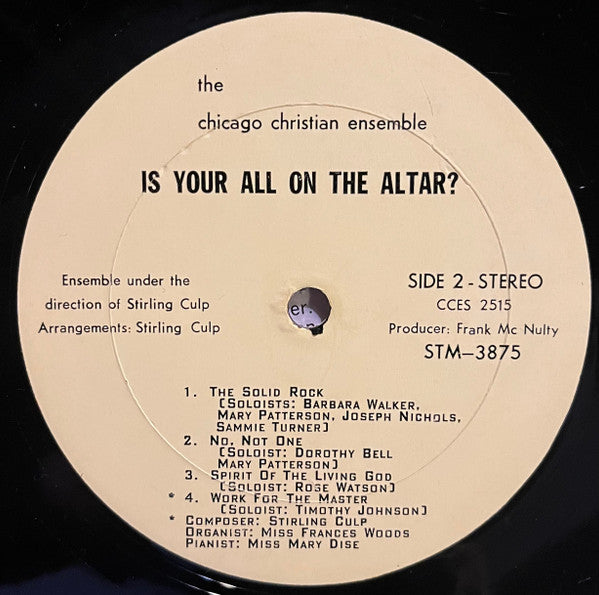 the
chicago christian ensemble
IS YOUR ALL ON THE ALTAR?
Ensemble under the
direction of Stirling Culp
Arrangements: Stirling Culp
SIDE 2 - STEREO
CCES 2515
Producer: Frank Mc Nulty
STM-3875
er.
1. THE SOLID ROCK
[SOLOISTS: BARBARA WALKER,
MARY PATTERSON, JOSEPH NICHOLS,
SAMMIE TURNER]
2. NO, NOT ONE
[SOLOIST: DOROTHY BELL
MARY PATTERSON]
3. SPIRIT OF THE LIVING GOD
[SOLOIST: ROSE WATSON]
* 4. WORK FOR THE MASTER
[SOLOIST: TIMOTHY JOHNSON]
* COMPOSER: STIRLING CULP
ORGANIST: MISS FRANCES WOODS
PIANIST: MISS MARY DISE